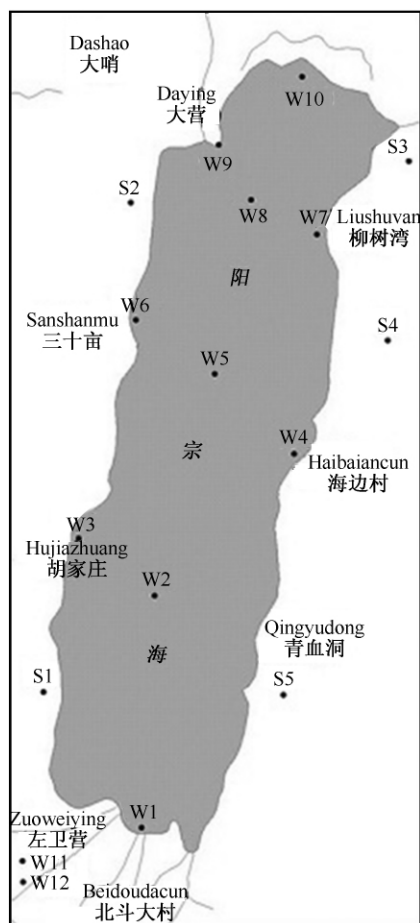 Dashao
大哨
W10
Daying
大营
W9
S3
S2
W8
W7
Liushuvan
柳树湾
阳
W6
Sanshanmu
三十亩
S4
W5
W4
宗
Haibaiancun
海边村
W3
Hujiazhuang
胡家庄
W2
Qingyudong
青血洞
海
S1
S5
W1
Zuoweiying
左卫营
W11
W12
Beidoudacun
北斗大村